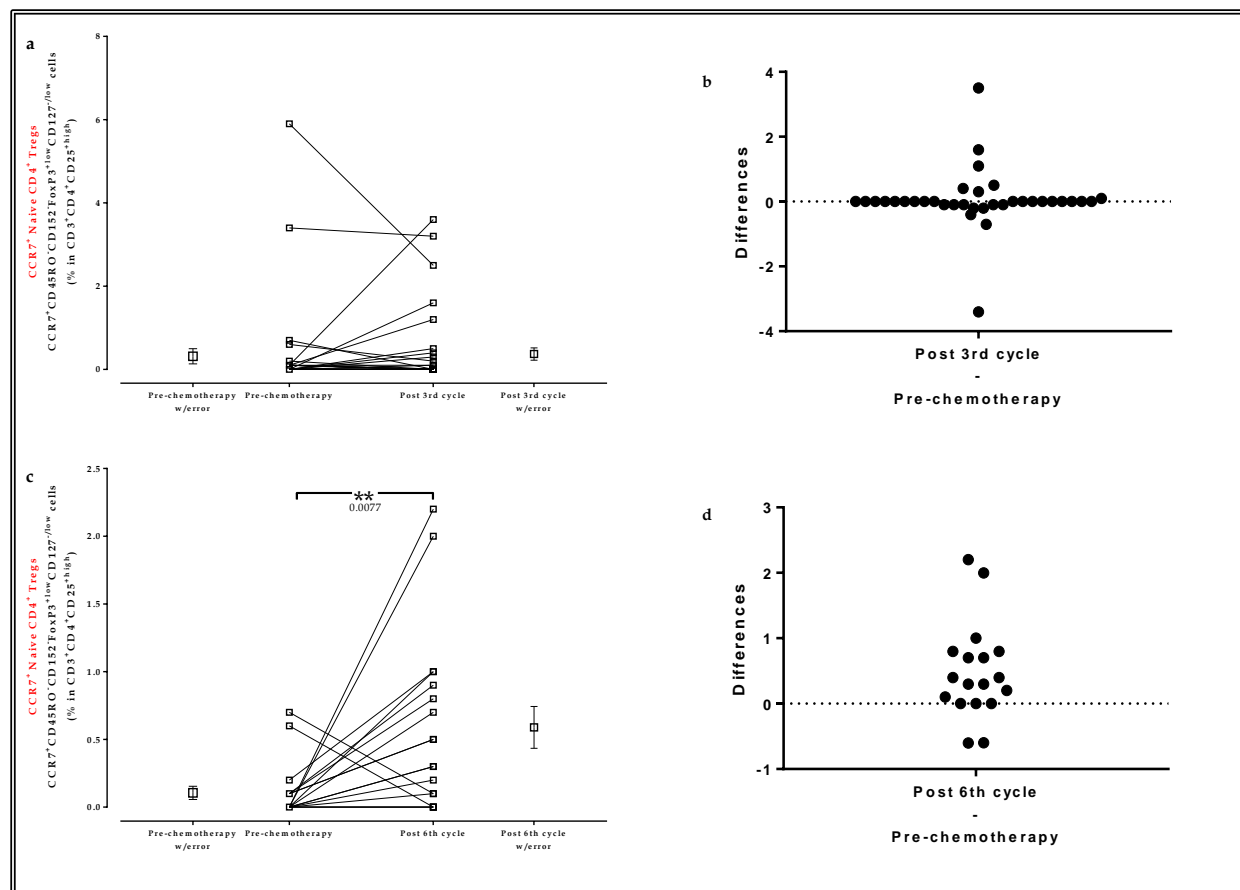 a
CCR7⁺ Naive CD4⁺ Tregs
CCR7⁺CD45RO⁻CD152⁻FoxP3⁺ˡᵒʷCD127⁻/ˡᵒʷ cells
(% in CD3⁺CD4⁺CD25⁺ʰⁱᵍʰ)
8
6
4
2
0
Pre-chemotherapy
w/error
Pre-chemotherapy
Post 3rd cycle
Post 3rd cycle
w/error
b
Differences
4
2
0
-2
-4
Post 3rd cycle
-
Pre-chemotherapy
c
CCR7⁺ Naive CD4⁺ Tregs
CCR7⁺CD45RO⁻CD152⁻FoxP3⁺ˡᵒʷCD127⁻/ˡᵒʷ cells
(% in CD3⁺CD4⁺CD25⁺ʰⁱᵍʰ)
2.5
2.0
1.5
1.0
0.5
0.0
**
0.0077
Pre-chemotherapy
w/error
Pre-chemotherapy
Post 6th cycle
Post 6th cycle
w/error
d
Differences
3
2
1
0
-1
Post 6th cycle
-
Pre-chemotherapy